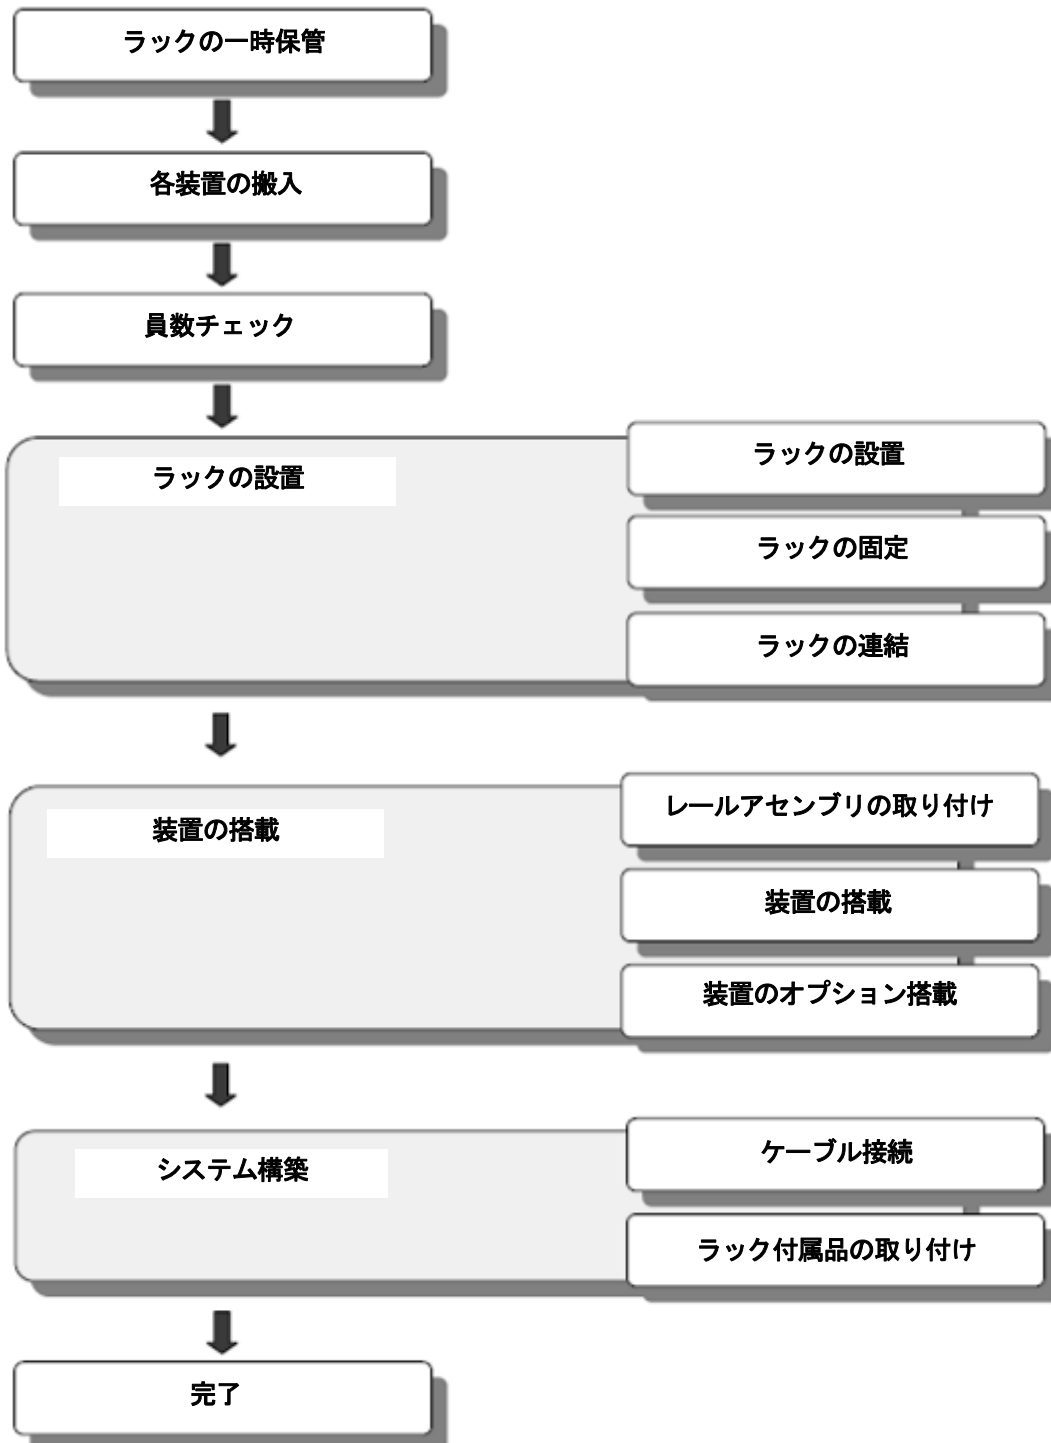 ラックの一時保管
各装置の搬入
員数チェック
ラックの設置
ラックの設置
ラックの固定
ラックの連結
装置の搭載
レールアセンブリの取り付け
装置の搭載
装置のオプション搭載
システム構築
ケーブル接続
ラック付属品の取り付け
完了